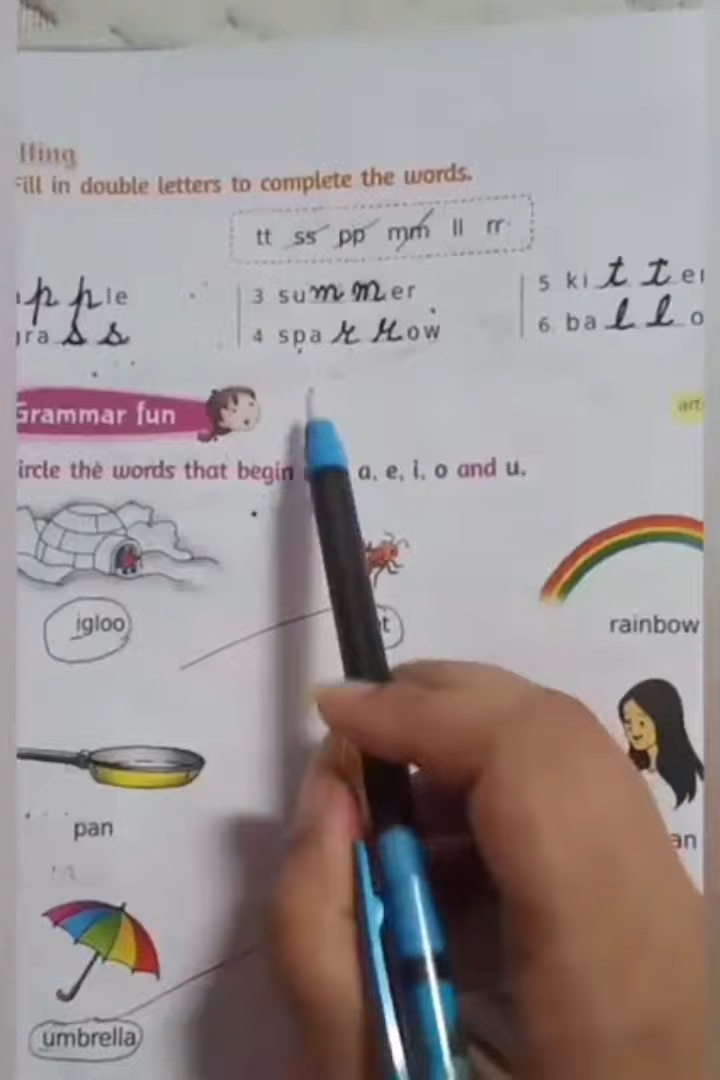 lling
Fill in double letters to complete the words.
tt ss pp mm ll rr
pple
3 summer
5 kitte
grass
4 sparrow
6 ballo
Grammar fun
ircle the words that begin a, e, i, o and u.
igloo
t
rainbow
pan
an
umbrella